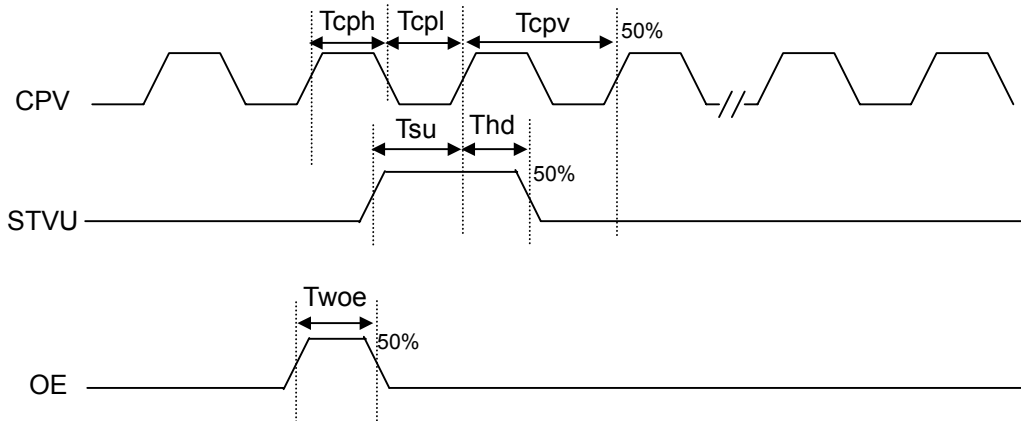 Tcph Tcpl Tcpv 50%
CPV
Tsu Thd
50%
STVU
Twoe
50%
OE